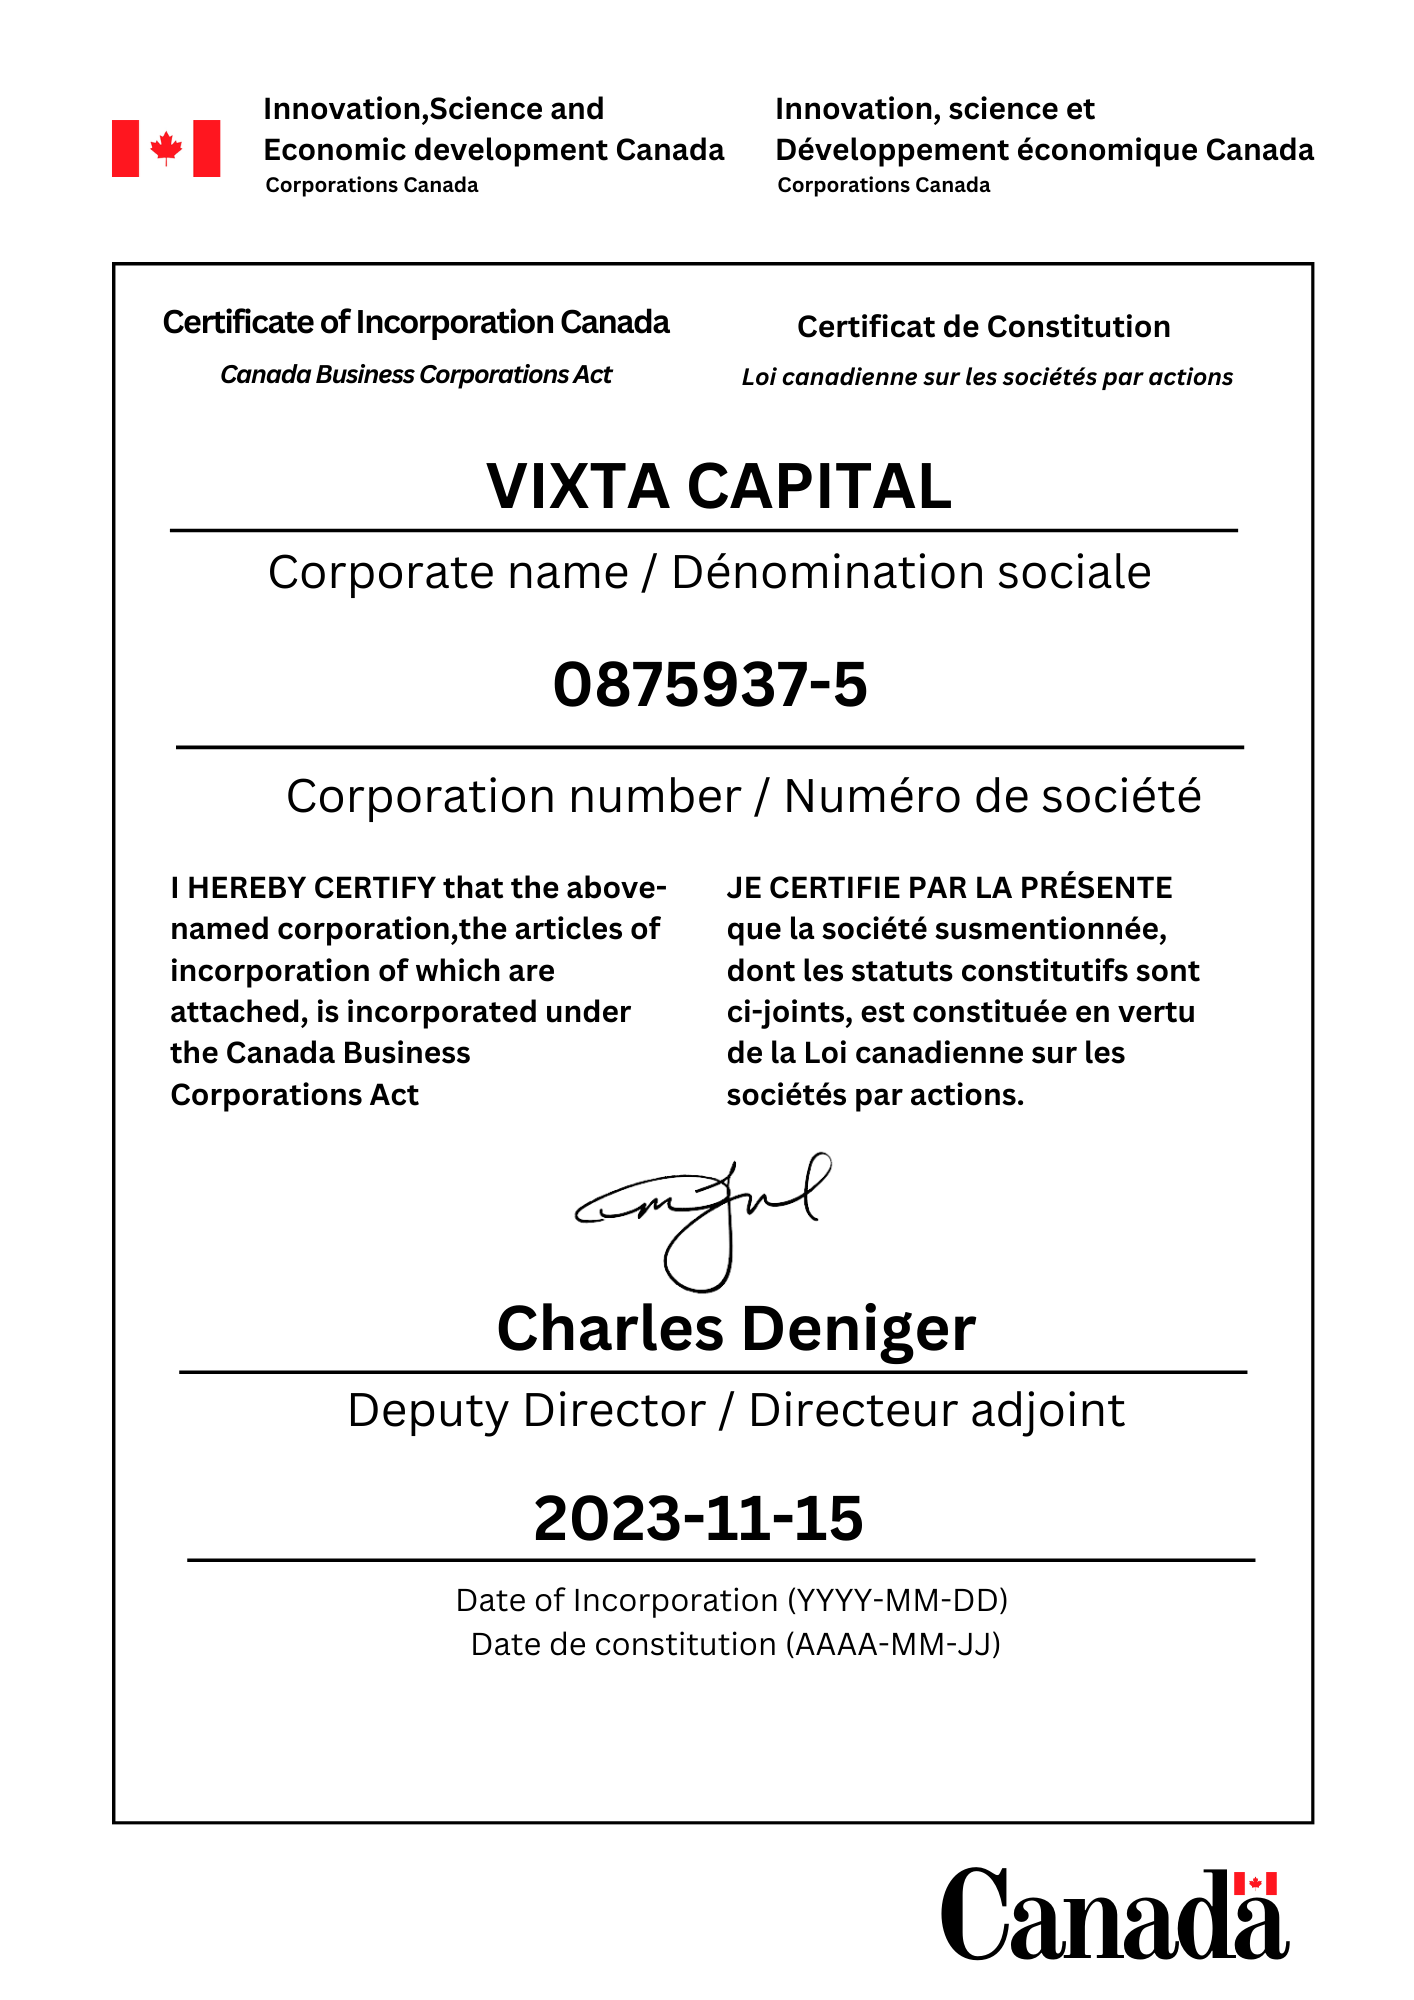 Innovation,Science and
Economic development Canada
Corporations Canada
Innovation, science et
Développement économique Canada
Corporations Canada
Certificate of Incorporation Canada
Canada Business Corporations Act
Certificat de Constitution
Loi canadienne sur les sociétés par actions
VIXTA CAPITAL
Corporate name / Dénomination sociale
0875937-5
Corporation number / Numéro de société
I HEREBY CERTIFY that the above-
named corporation,the articles of
incorporation of which are
attached, is incorporated under
the Canada Business
Corporations Act
JE CERTIFIE PAR LA PRÉSENTE
que la société susmentionnée,
dont les statuts constitutifs sont
ci-joints, est constituée en vertu
de la Loi canadienne sur les
sociétés par actions.
Charles Deniger
Deputy Director / Directeur adjoint
2023-11-15
Date of Incorporation (YYYY-MM-DD)
Date de constitution (AAAA-MM-JJ)
Canada